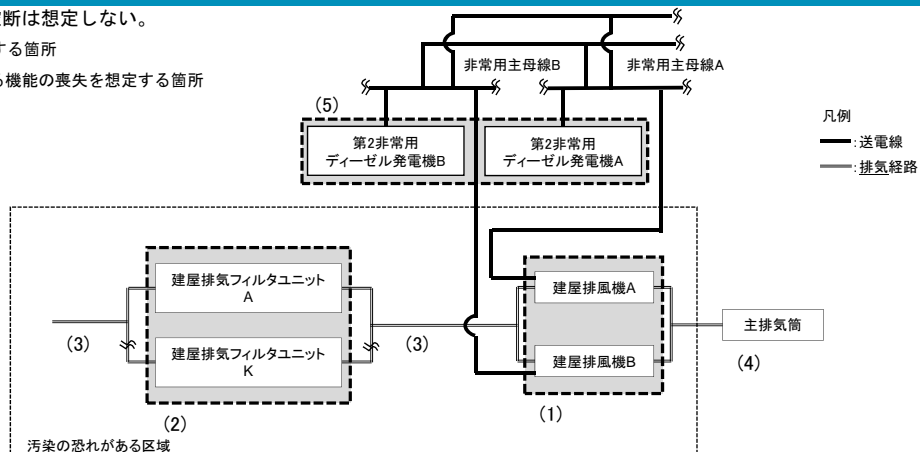 断は想定しない。
する箇所
機能の喪失を想定する箇所
非常用主母線B
非常用主母線A
(5)
第2非常用
ディーゼル発電機B
第2非常用
ディーゼル発電機A
凡例
:送電線
:排気経路
建屋排気フィルタユニット
A
建屋排気フィルタユニット
K
(3)
(2)
(3)
建屋排風機A
建屋排風機B
(1)
主排気筒
(4)
汚染の恐れがある区域